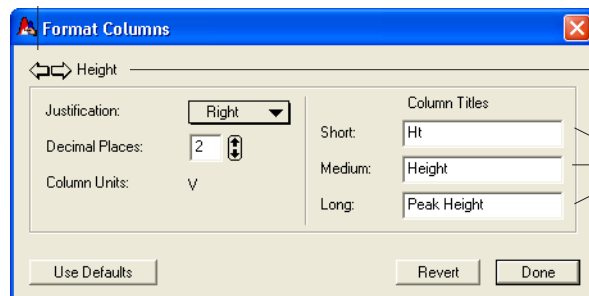 Format Columns
Height
Justification: Right
Decimal Places: 2
Column Units: V
Column Titles
Short: Ht
Medium: Height
Long: Peak Height
Use Defaults
Revert
Done